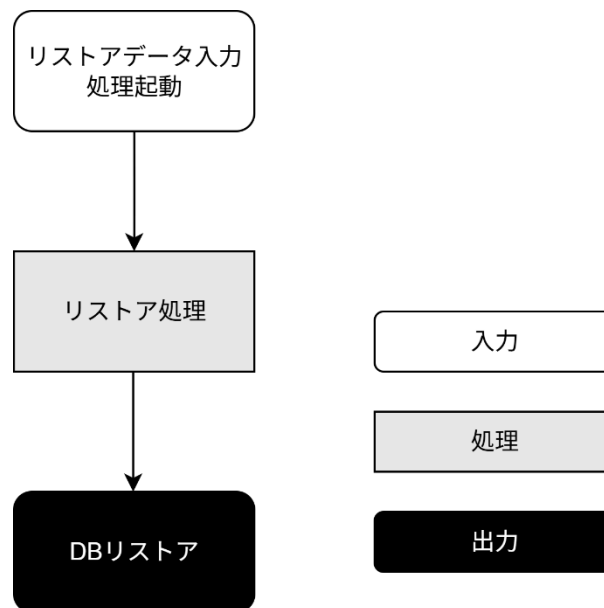 リストアデータ入力
処理起動
リストア処理
DBリストア
入力
処理
出力